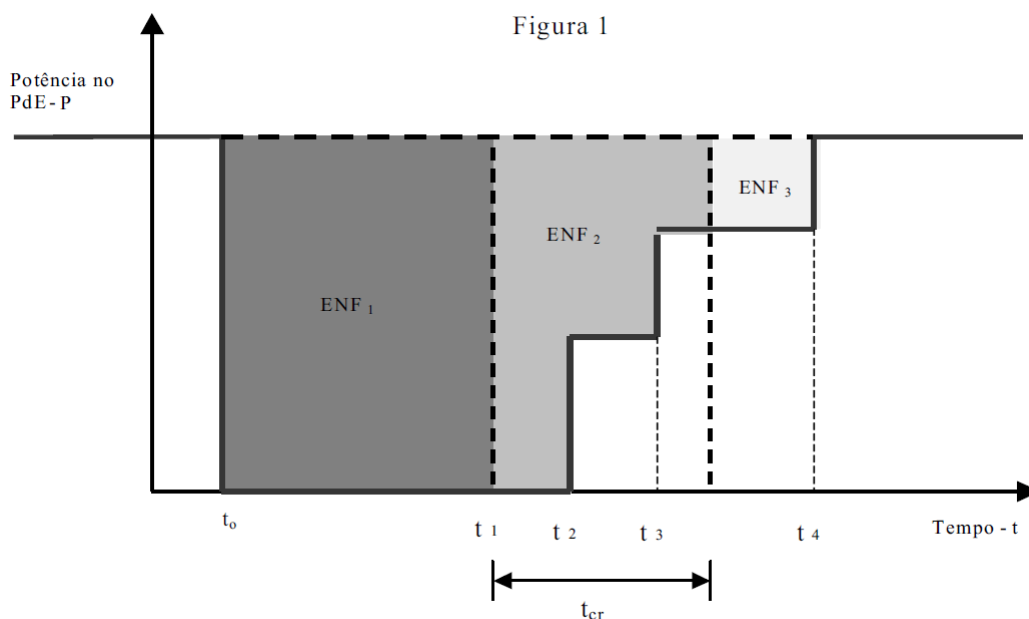 Figura 1
Potência no
PdE - P
ENF 3
ENF 2
ENF 1
to
t 1
t 2
t 3
t 4
Tempo - t
tcr